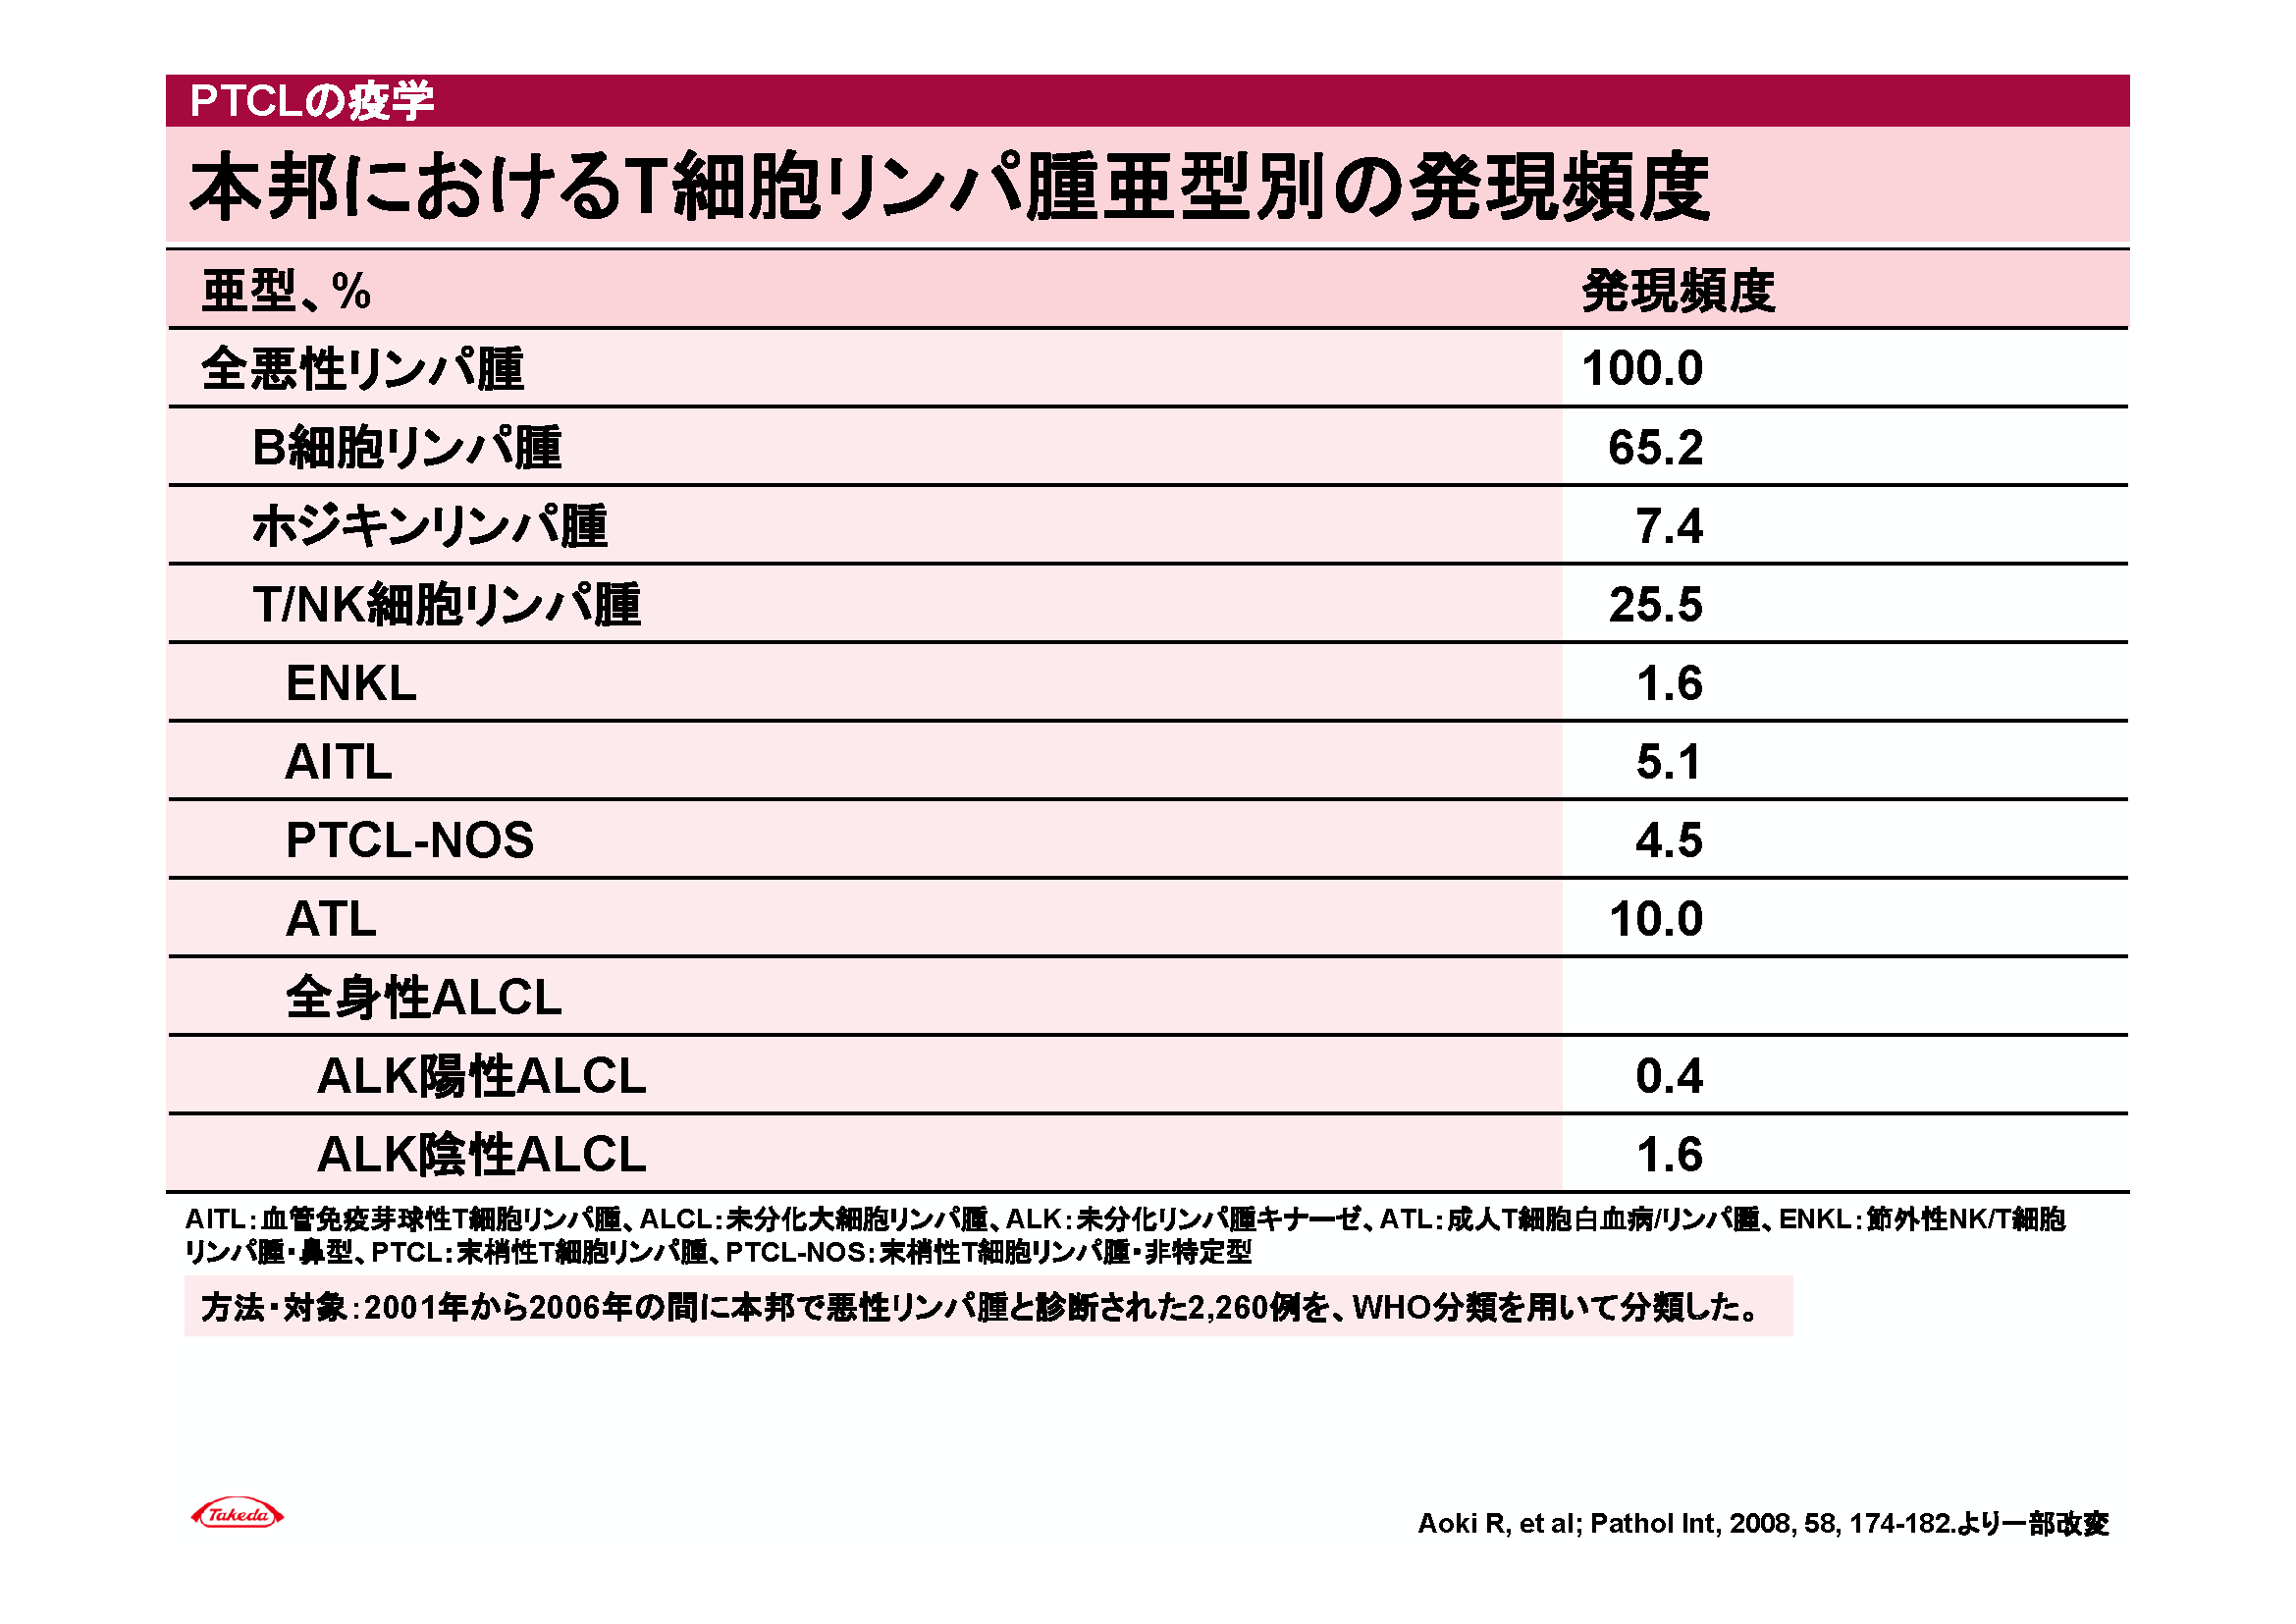 PTCLの疫学
本邦におけるT細胞リンパ腫亜型別の発現頻度
亜型、% 発現頻度
全悪性リンパ腫 100.0
B細胞リンパ腫 65.2
ホジキンリンパ腫 7.4
T/NK細胞リンパ腫 25.5
ENKL 1.6
AITL 5.1
PTCL-NOS 4.5
ATL 10.0
全身性ALCL
ALK陽性ALCL 0.4
ALK陰性ALCL 1.6
AITL：血管免疫芽球性T細胞リンパ腫、ALCL：未分化大細胞リンパ腫、ALK：未分化リンパ腫キナーゼ、ATL：成人T細胞白血病/リンパ腫、ENKL：節外性NK/T細胞
リンパ腫・鼻型、PTCL：末梢性T細胞リンパ腫、PTCL-NOS：末梢性T細胞リンパ腫・非特定型
方法・対象：2001年から2006年の間に本邦で悪性リンパ腫と診断された2,260例を、WHO分類を用いて分類した。
Takeda
Aoki R, et al; Pathol Int, 2008, 58, 174-182.より一部改変